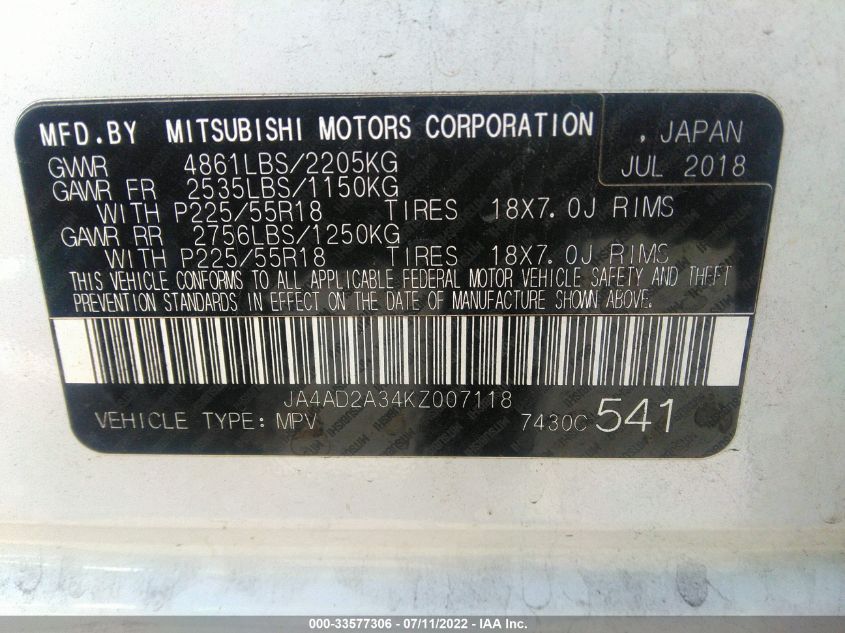 MFD.BY MITSUBISHI MOTORS CORPORATION , JAPAN
GVWR 4861LBS/2205KG JUL 2018
GAWR FR 2535LBS/1150KG
WITH P225/55R18 TIRES 18X7.0J RIMS
GAWR RR 2756LBS/1250KG
WITH P225/55R18 TIRES 18X7.0J RIMS
THIS VEHICLE CONFORMS TO ALL APPLICABLE FEDERAL MOTOR VEHICLE SAFETY AND THEFT
PREVENTION STANDARDS IN EFFECT ON THE DATE OF MANUFACTURE SHOWN ABOVE.
JA4AD2A34KZ007118
VEHICLE TYPE: MPV 7430C 541
000-33577306 - 07/11/2022 - IAA Inc.